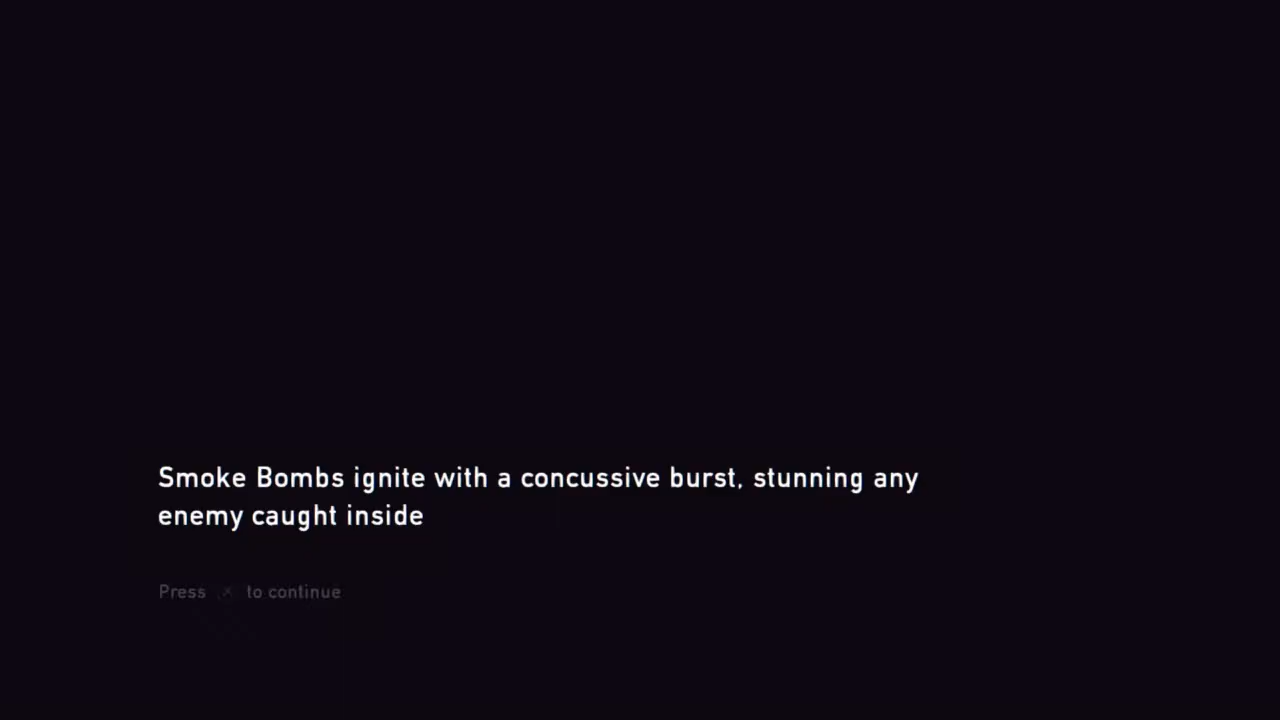 Smoke Bombs ignite with a concussive burst, stunning any
enemy caught inside
Press × to continue